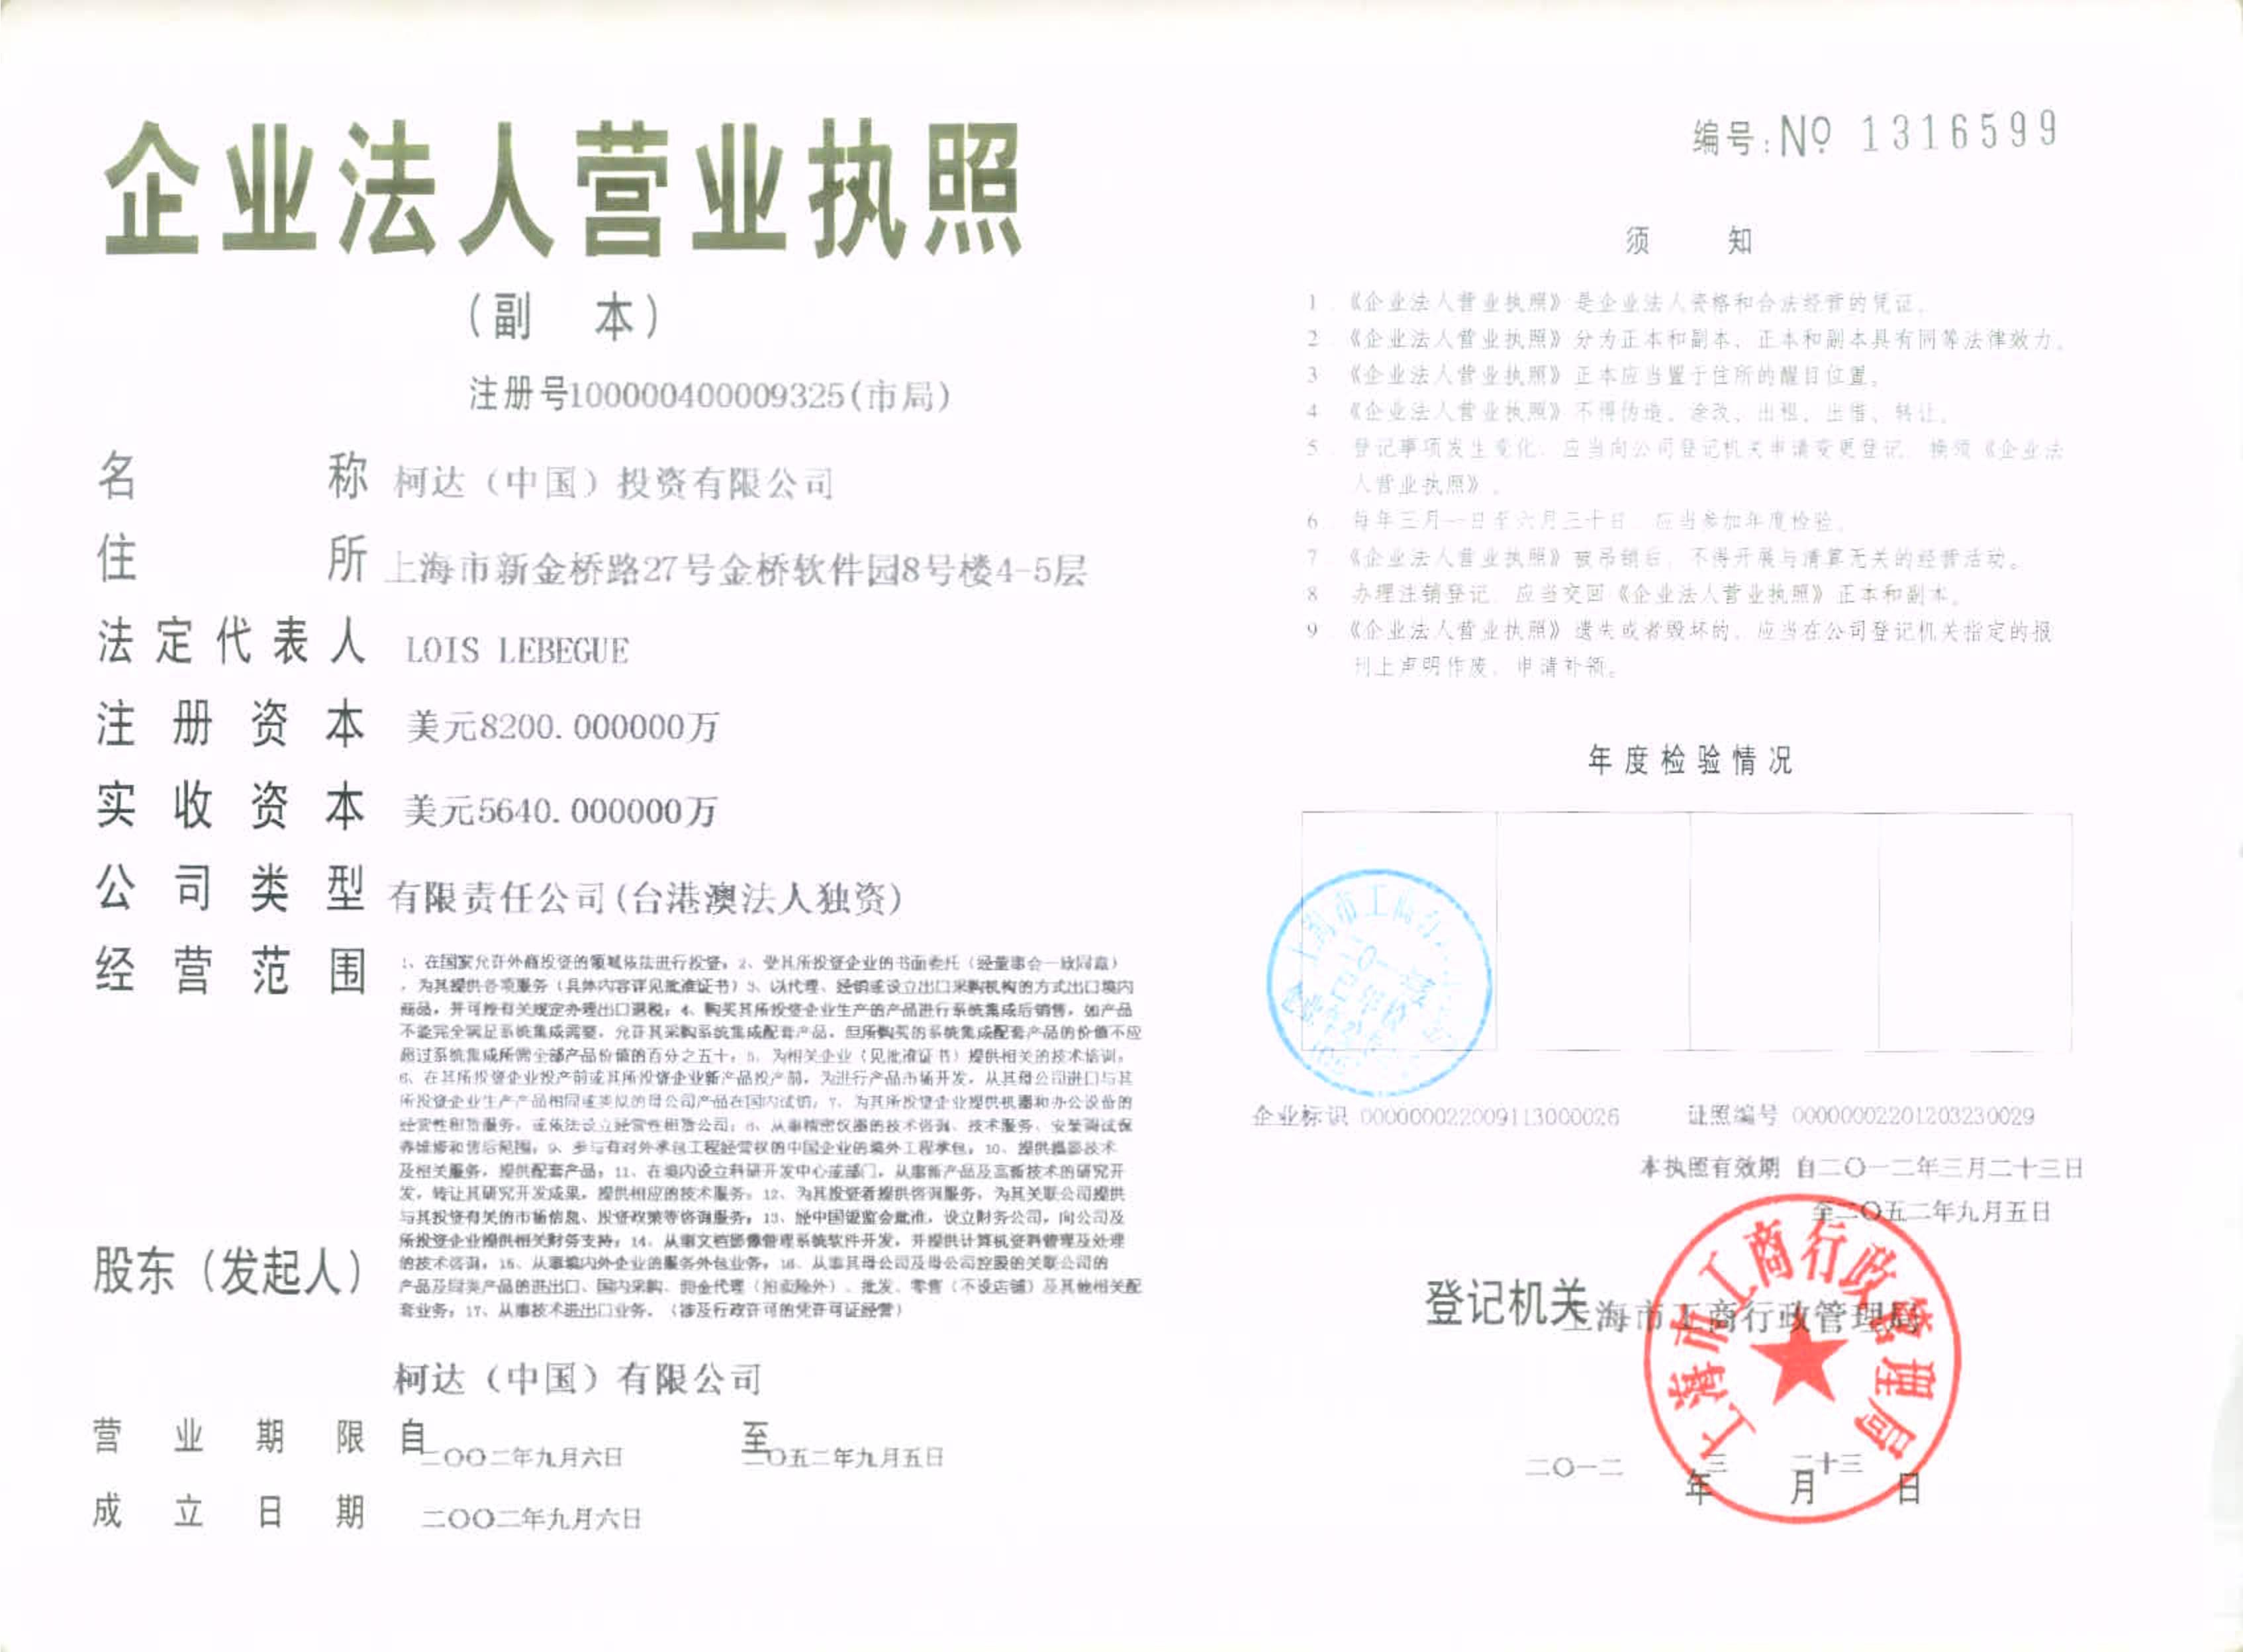 企业法人营业执照
（副 本）
注册号100000400009325(市局)
名 称 柯达（中国）投资有限公司
住 所 上海市新金桥路27号金桥软件园8号楼4-5层
法定代表人 LOIS LEBEGUE
注册资本 美元8200.000000万
实收资本 美元5640.000000万
公司类型 有限责任公司(台港澳法人独资)
经营范围
1、在国家允许外商投资的领域依法进行投资；2、受其所投资企业的书面委托（经董事会一致同意）
，为其提供各项服务（具体内容详见批准证书）3、以代理、经销或设立出口采购机构的方式出口境内
商品，并可按有关规定办理出口退税；4、购买其所投资企业生产的产品进行系统集成后销售，如产品
不能完全满足系统集成需要，允许其采购系统集成配套产品，但所购买的系统集成配套产品的价值不应
超过系统集成所需全部产品价值的百分之五十；5、为相关企业（见批准证书）提供相关的技术培训；
6、在其所投资企业投产前或其所投资企业新产品投产前，为进行产品市场开发，从其母公司进口与其
所投资企业生产产品相同或类似的母公司产品在国内试销；7、为其所投资企业提供机器和办公设备的
经营性租赁服务，或依法设立经营性租赁公司；8、从事精密仪器的技术咨询、技术服务、安装调试保
养维修和售后范围；9、参与有对外承包工程经营权的中国企业的境外工程承包；10、提供摄影技术
及相关服务，提供配套产品；11、在境内设立科研开发中心或部门，从事新产品及高新技术的研究开
发，转让其研究开发成果，提供相应的技术服务；12、为其投资者提供咨询服务，为其关联公司提供
与其投资有关的市场信息、投资政策等咨询服务；13、经中国银监会批准，设立财务公司，向公司及
所投资企业提供相关财务支持；14、从事文档影像管理系统软件开发，并提供计算机资料管理及处理
的技术咨询；15、从事境内外企业的服务外包业务；16、从事其母公司及母公司控股的关联公司的
产品及同类产品的进出口、国内采购、佣金代理（拍卖除外）、批发、零售（不设店铺）及其他相关配
套业务；17、从事技术进出口业务。（涉及行政许可的凭许可证经营）
股东（发起人）
柯达（中国）有限公司
营业期限 自二〇〇二年九月六日 至二〇五二年九月五日
成立日期 二〇〇二年九月六日
编号:No 1316599
须 知
1．《企业法人营业执照》是企业法人资格和合法经营的凭证。
2．《企业法人营业执照》分为正本和副本，正本和副本具有同等法律效力。
3．《企业法人营业执照》正本应当置于住所的醒目位置。
4．《企业法人营业执照》不得伪造、涂改、出租、出借、转让。
5．登记事项发生变化，应当向公司登记机关申请变更登记，换领《企业法
人营业执照》。
6．每年三月一日至六月三十日，应当参加年度检验。
7．《企业法人营业执照》被吊销后，不得开展与清算无关的经营活动。
8．办理注销登记，应当交回《企业法人营业执照》正本和副本。
9．《企业法人营业执照》遗失或者毁坏的，应当在公司登记机关指定的报
刊上声明作废，申请补领。
年度检验情况
企业标识 000000022009113000026 证照编号 00000002201203230029
本执照有效期 自二〇一二年三月二十三日
至二〇五二年九月五日
登记机关 上海市工商行政管理局
上海市工商行政管理局
二〇一二年三月二十三日